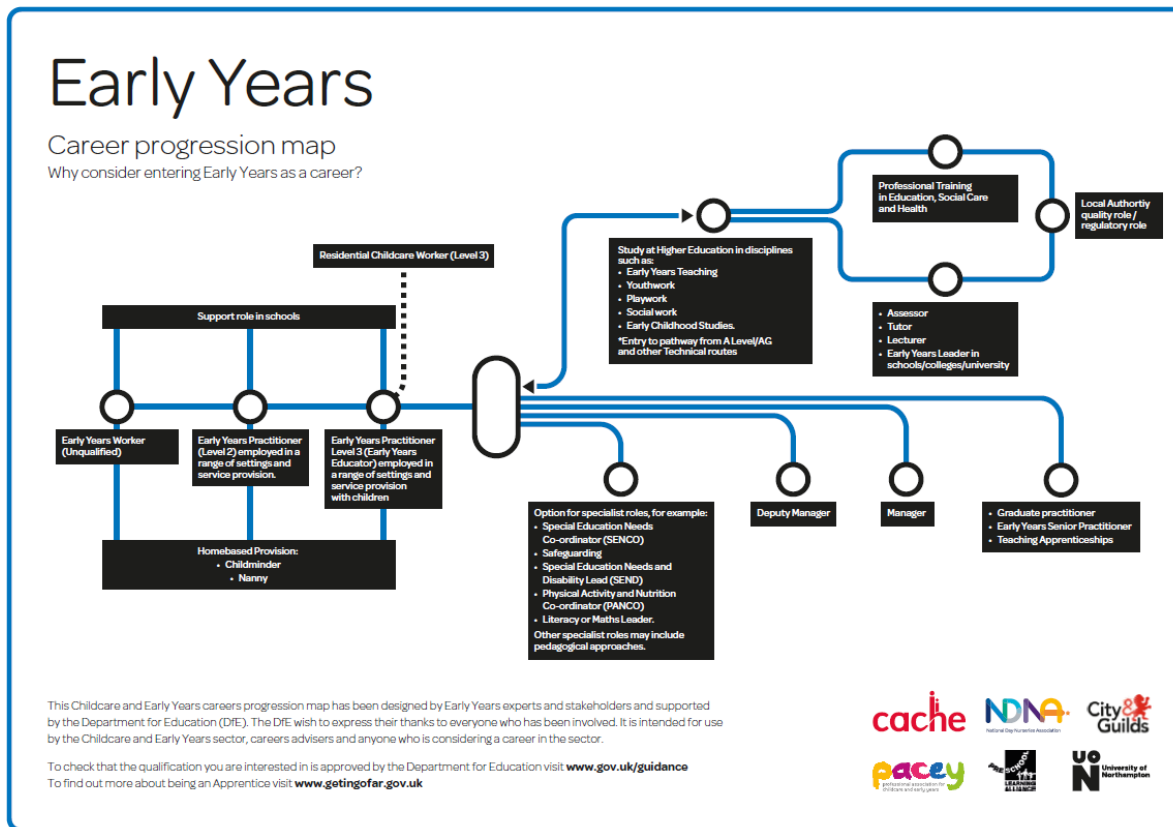 Early Years
Career progression map
Why consider entering Early Years as a career?
Residential Childcare Worker (Level 3)
Support role in schools
Early Years Worker
(Unqualified)
Early Years Practitioner
(Level 2) employed in a
range of settings and
service provision.
Early Years Practitioner
Level 3 (Early Years
Educator) employed in
a range of settings and
service provision
with children
Homebased Provision:
• Childminder
• Nanny
Study at Higher Education in disciplines
such as:
• Early Years Teaching
• Youthwork
• Playwork
• Social work
• Early Childhood Studies.
*Entry to pathway from A Level/AG
and other Technical routes
Professional Training
in Education, Social Care
and Health
Local Authortiy
quality role /
regulatory role
• Assessor
• Tutor
• Lecturer
• Early Years Leader in
schools/colleges/university
Option for specialist roles, for example:
• Special Education Needs
Co-ordinator (SENCO)
• Safeguarding
• Special Education Needs and
Disability Lead (SEND)
• Physical Activity and Nutrition
Co-ordinator (PANCO)
• Literacy or Maths Leader.
Other specialist roles may include
pedagogical approaches.
Deputy Manager
Manager
• Graduate practitioner
• Early Years Senior Practitioner
• Teaching Apprenticeships
This Childcare and Early Years careers progression map has been designed by Early Years experts and stakeholders and supported
by the Department for Education (DfE). The DfE wish to express their thanks to everyone who has been involved. It is intended for use
by the Childcare and Early Years sector, careers advisers and anyone who is considering a career in the sector.
To check that the qualification you are interested in is approved by the Department for Education visit www.gov.uk/guidance
To find out more about being an Apprentice visit www.getingofar.gov.uk
cache
NDNA
National Day Nurseries Association
City &
Guilds
pacey
professional association for
childcare and early years
PRE-SCHOOL
LEARNING
ALLIANCE
UON
University of
Northampton